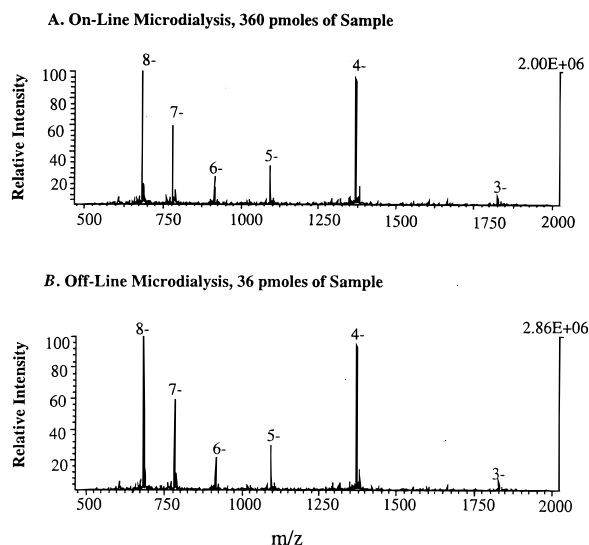 A. On-Line Microdialysis, 360 pmoles of Sample
Relative Intensity
100
80
60
40
20
8-
7-
6-
5-
4-
3-
2.00E+06
500 750 1000 1250 1500 1750 2000
B. Off-Line Microdialysis, 36 pmoles of Sample
Relative Intensity
100
80
60
40
20
8-
7-
6-
5-
4-
3-
2.86E+06
500 750 1000 1250 1500 1750 2000
m/z